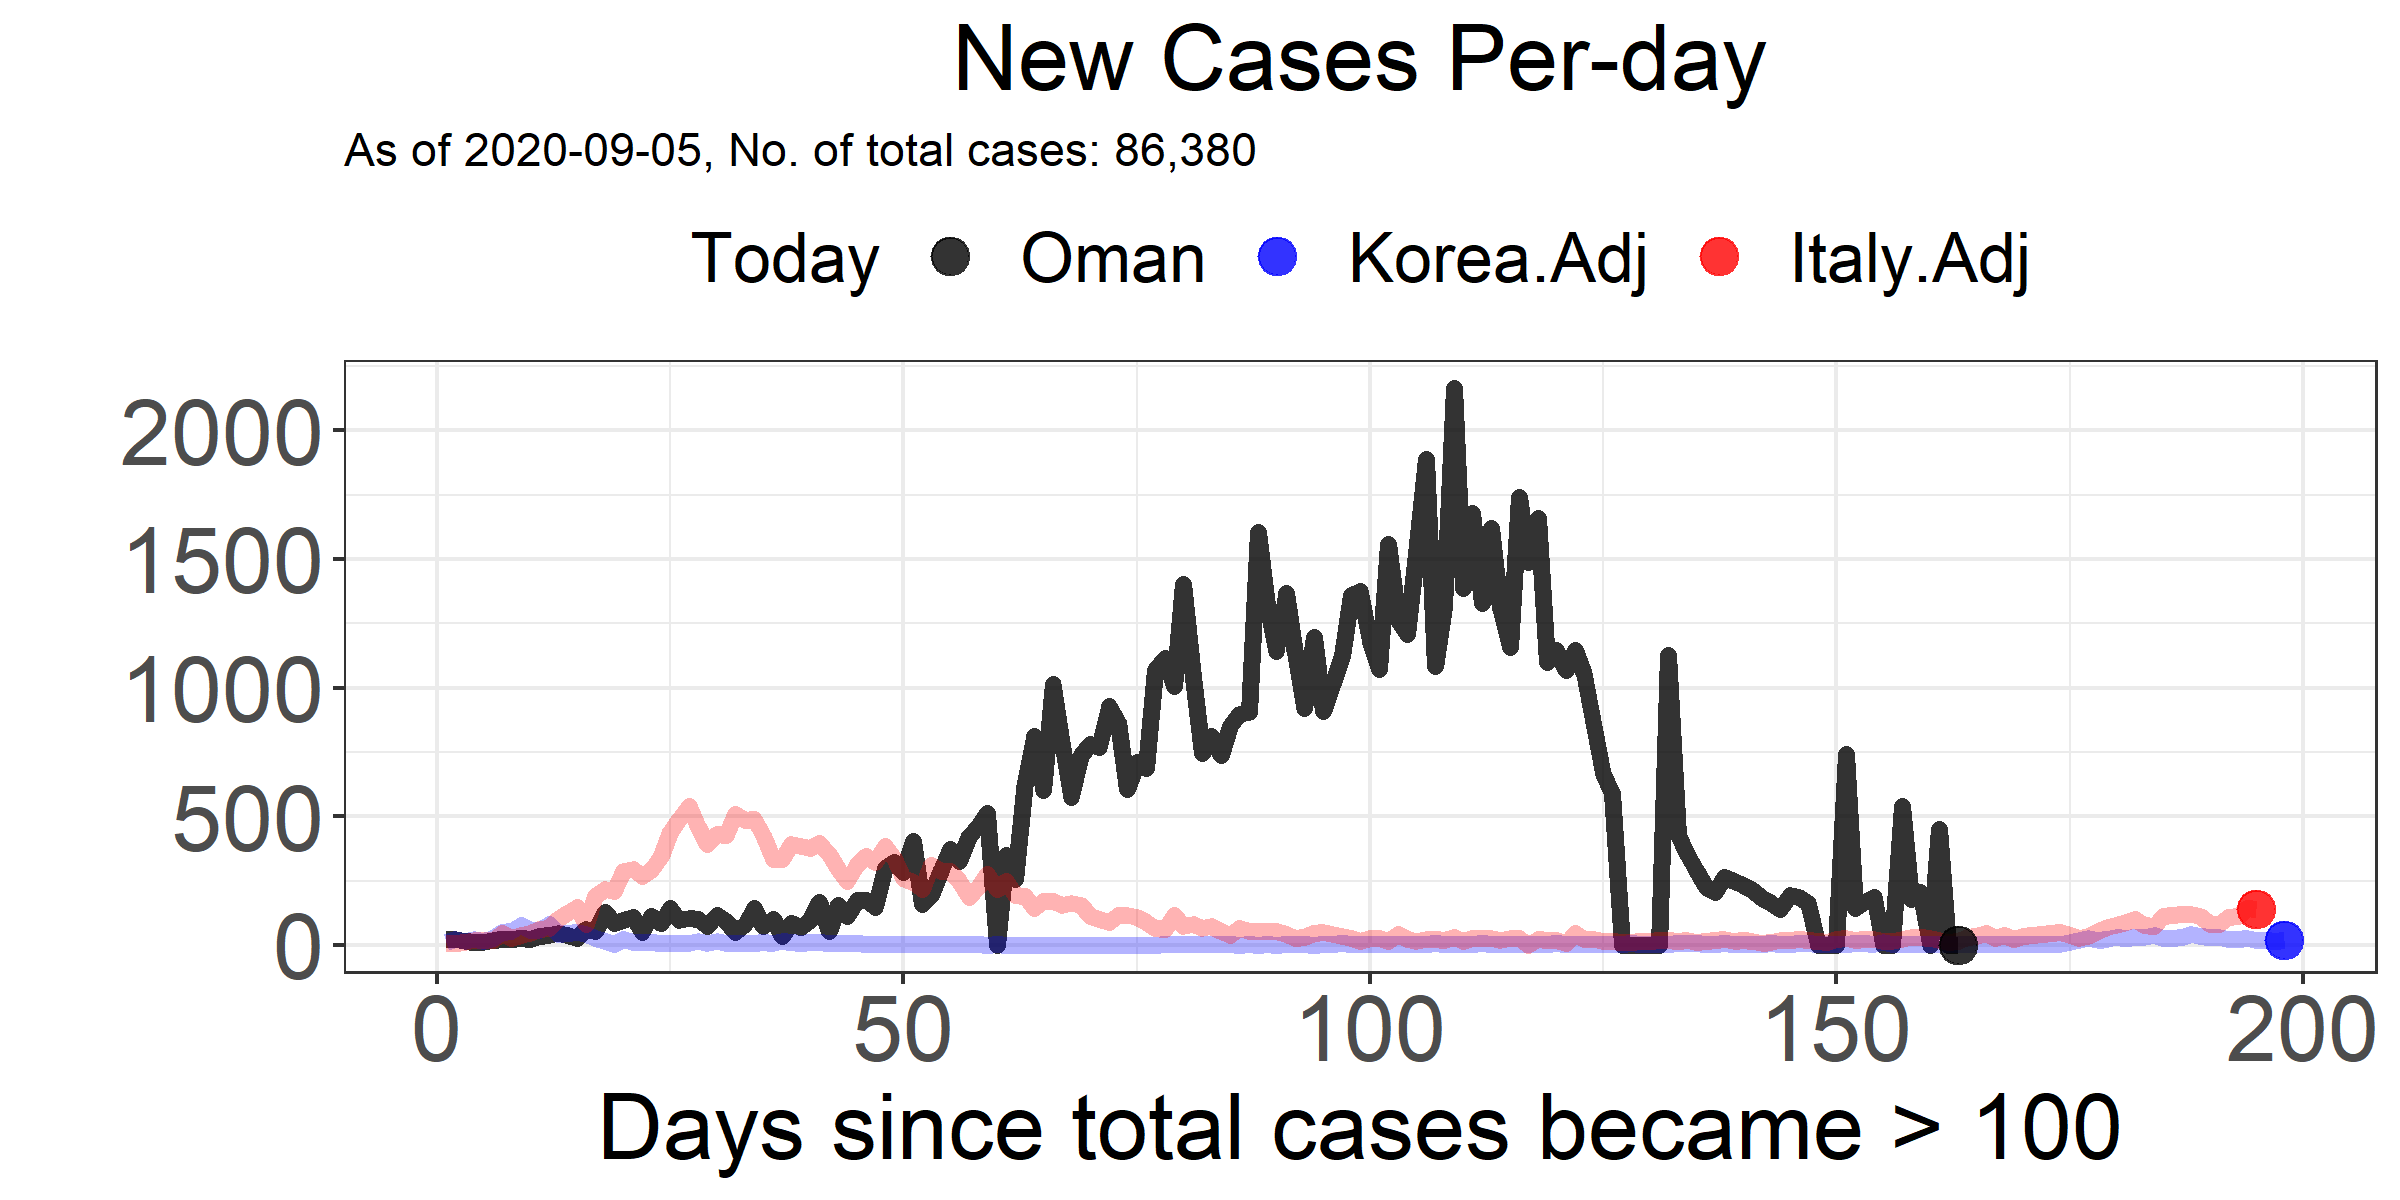 New Cases Per-day
As of 2020-09-05, No. of total cases: 86,380
Today Oman Korea.Adj Italy.Adj
2000
1500
1000
500
0
0 50 100 150 200
Days since total cases became > 100